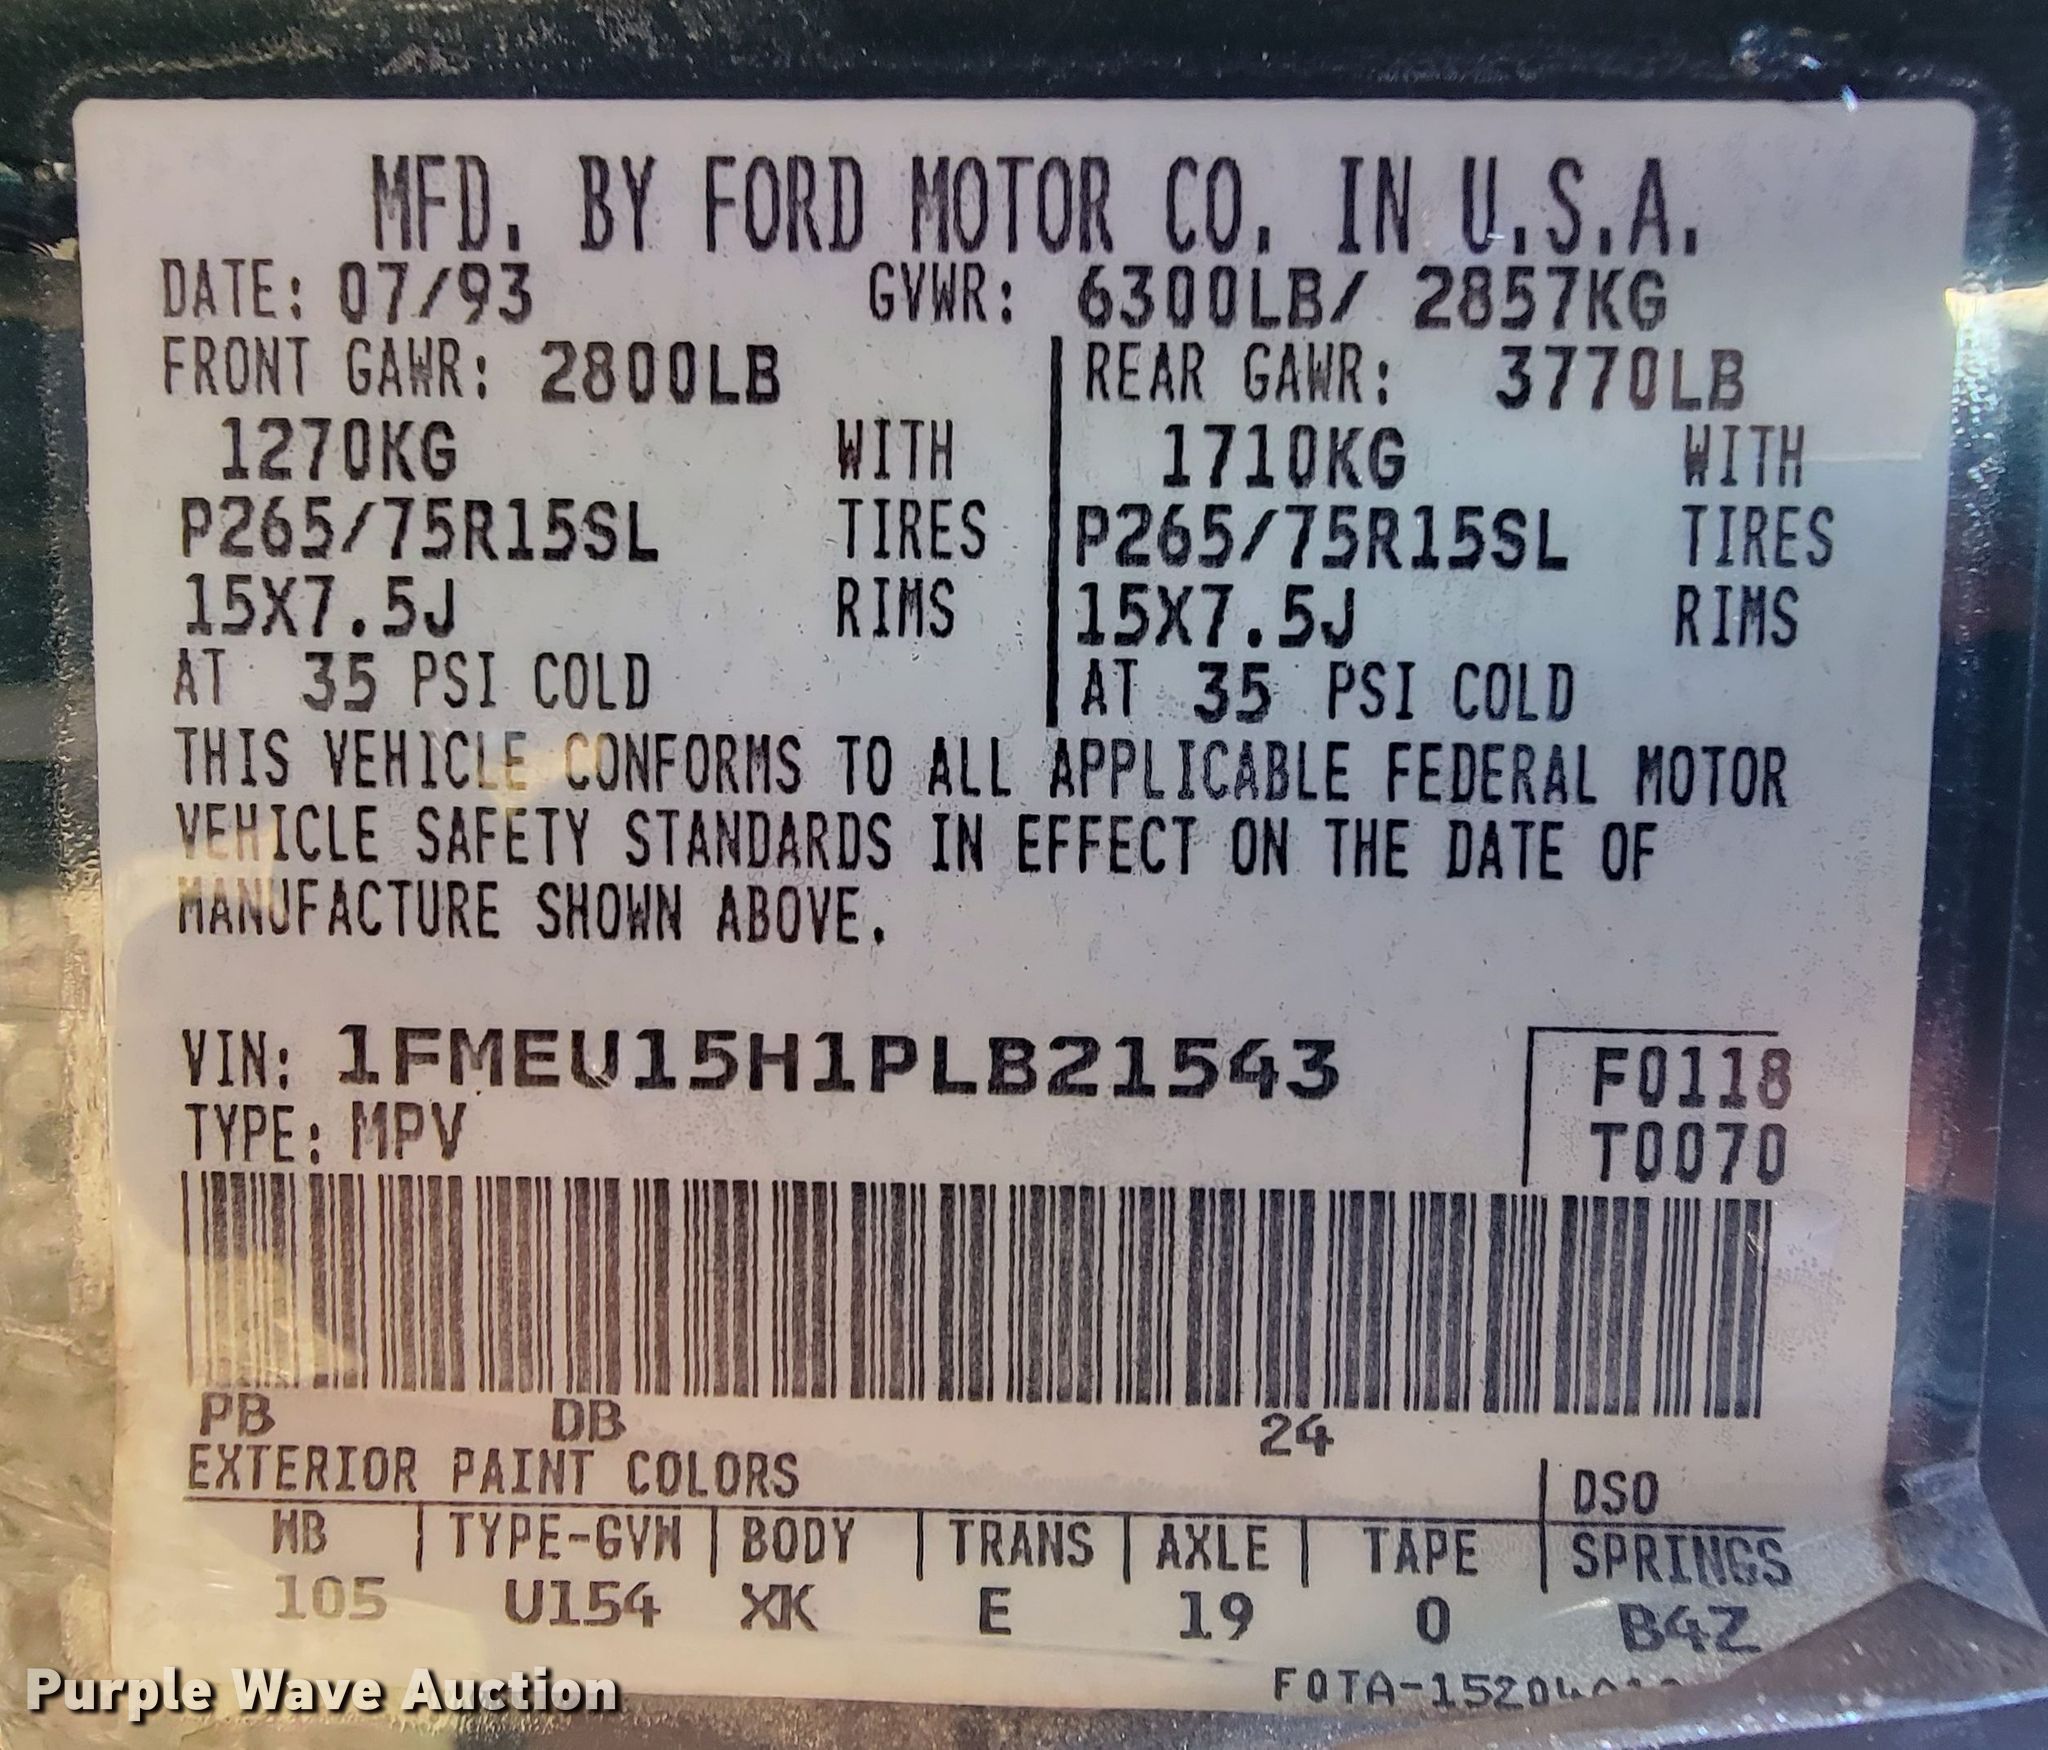 MFD. BY FORD MOTOR CO. IN U.S.A.
DATE: 07/93 GVWR: 6300LB/ 2857KG
FRONT GAWR: 2800LB REAR GAWR: 3770LB
1270KG WITH 1710KG WITH
P265/75R15SL TIRES P265/75R15SL TIRES
15X7.5J RIMS 15X7.5J RIMS
AT 35 PSI COLD AT 35 PSI COLD
THIS VEHICLE CONFORMS TO ALL APPLICABLE FEDERAL MOTOR
VEHICLE SAFETY STANDARDS IN EFFECT ON THE DATE OF
MANUFACTURE SHOWN ABOVE.
VIN: 1FMEU15H1PLB21543 F0118
TYPE: MPV T0070
PB DB 24
EXTERIOR PAINT COLORS DSO
WB TYPE-GVW BODY TRANS AXLE TAPE SPRINGS
105 U154 XK E 19 0 B4Z
Purple Wave Auction